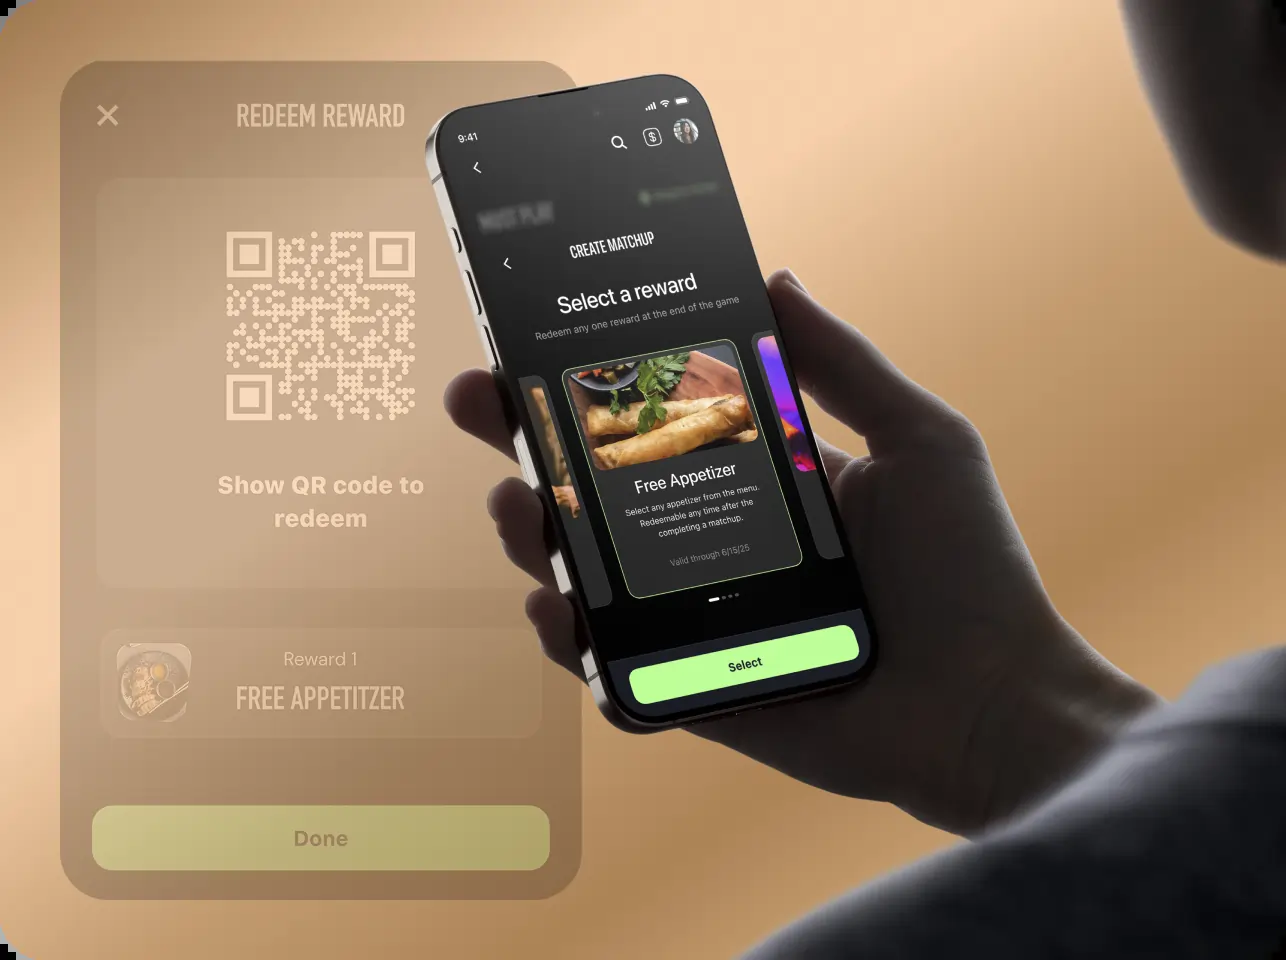 REDEEM REWARD
Show QR code to
redeem
Reward 1
FREE APPETITZER
Done
9:41
$
CREATE MATCHUP
Select a reward
Redeem any one reward at the end of the game
Free Appetizer
Select any appetizer from the menu.
Redeemable any time after the
completing a matchup.
Valid through 6/15/25
Select